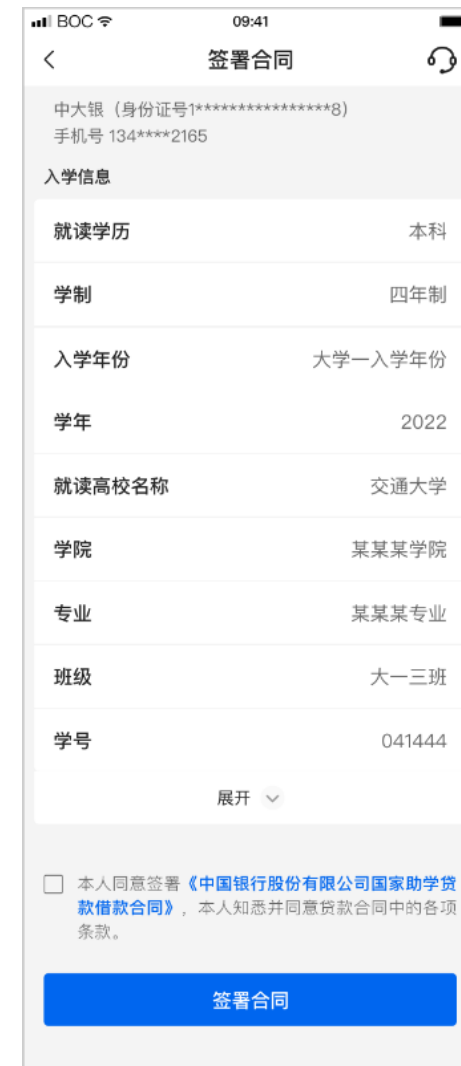 BOC 09:41
签署合同
中大银（身份证号1****************8)
手机号 134****2165
入学信息
就读学历 本科
学制 四年制
入学年份 大学一入学年份
学年 2022
就读高校名称 交通大学
学院 某某某学院
专业 某某某专业
班级 大一三班
学号 041444
展开
本人同意签署《中国银行股份有限公司国家助学贷
款借款合同》，本人知悉并同意贷款合同中的各项
条款。
签署合同